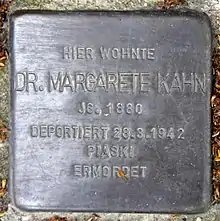 HIER WOHNTE
DR. MARGARETE KAHN
JG. 1880
DEPORTIERT 28.3.1942
PIASKI
ERMORDET